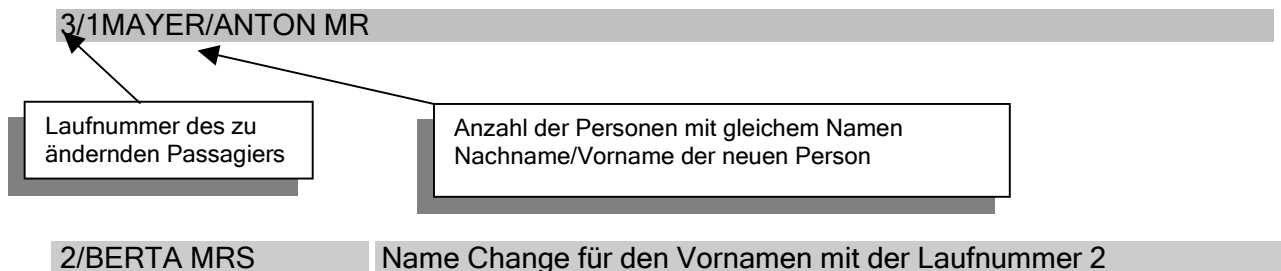 3/1MAYER/ANTON MR
Laufnummer des zu
ändernden Passagiers
Anzahl der Personen mit gleichem Namen
Nachname/Vorname der neuen Person
2/BERTA MRS Name Change für den Vornamen mit der Laufnummer 2